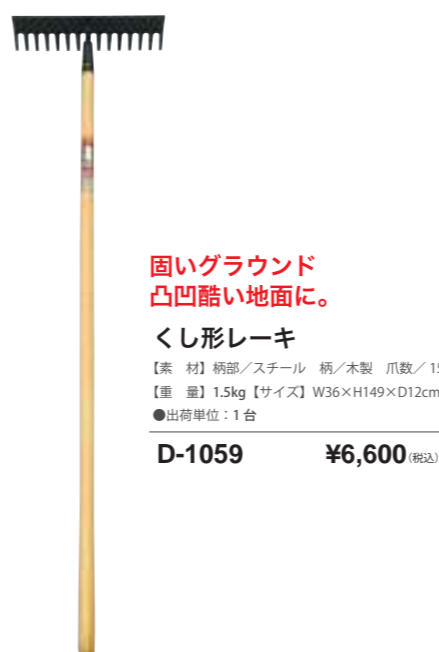 固いグラウンド
凸凹酷い地面に。
くし形レーキ
【素　材】柄部／スチール　柄／木製　爪数／15
【重　量】1.5kg【サイズ】W36×H149×D12cm
●出荷単位：1台
D-1059　¥6,600(税込)